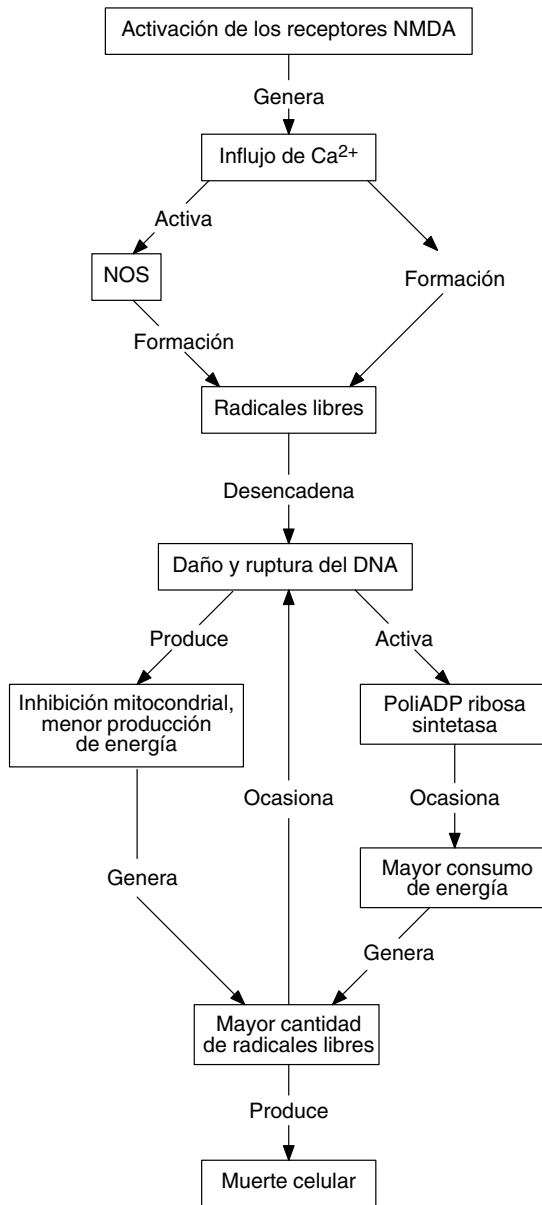 Activación de los receptores NMDA
Genera
Influjo de Ca²⁺
Activa
NOS
Formación
Formación
Radicales libres
Desencadena
Daño y ruptura del DNA
Produce
Activa
Inhibición mitocondrial,
menor producción
de energía
PoliADP ribosa
sintetasa
Ocasiona
Ocasiona
Mayor consumo
de energía
Genera
Genera
Mayor cantidad
de radicales libres
Produce
Muerte celular